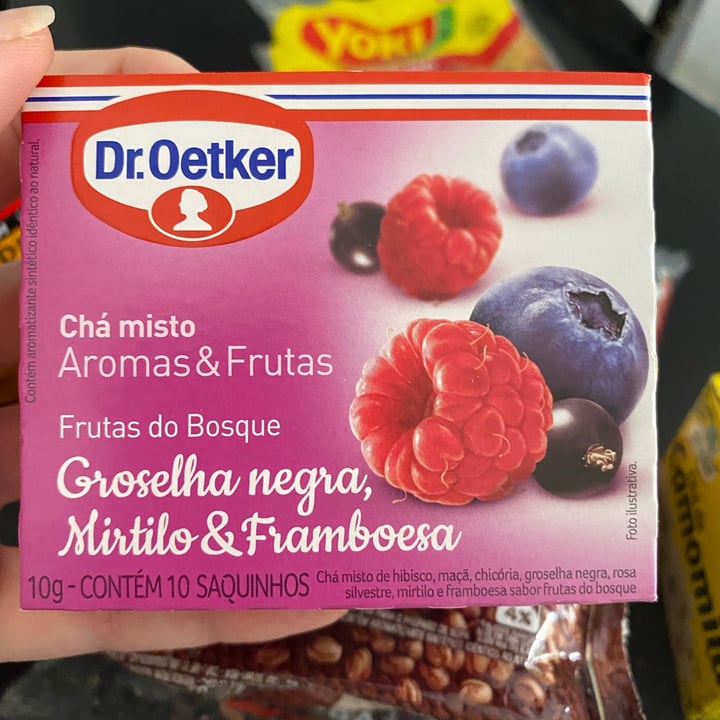 YOKI
Dr. Oetker
Contém aromatizante sintético idêntico ao natural.
Chá misto
Aromas & Frutas
Frutas do Bosque
Groselha negra,
Mirtilo & Framboesa
10g - CONTÉM 10 SAQUINHOS
Chá misto de hibisco, maçã, chicória, groselha negra, rosa
silvestre, mirtilo e framboesa sabor frutas do bosque
Foto ilustrativa.
Camomila
4X